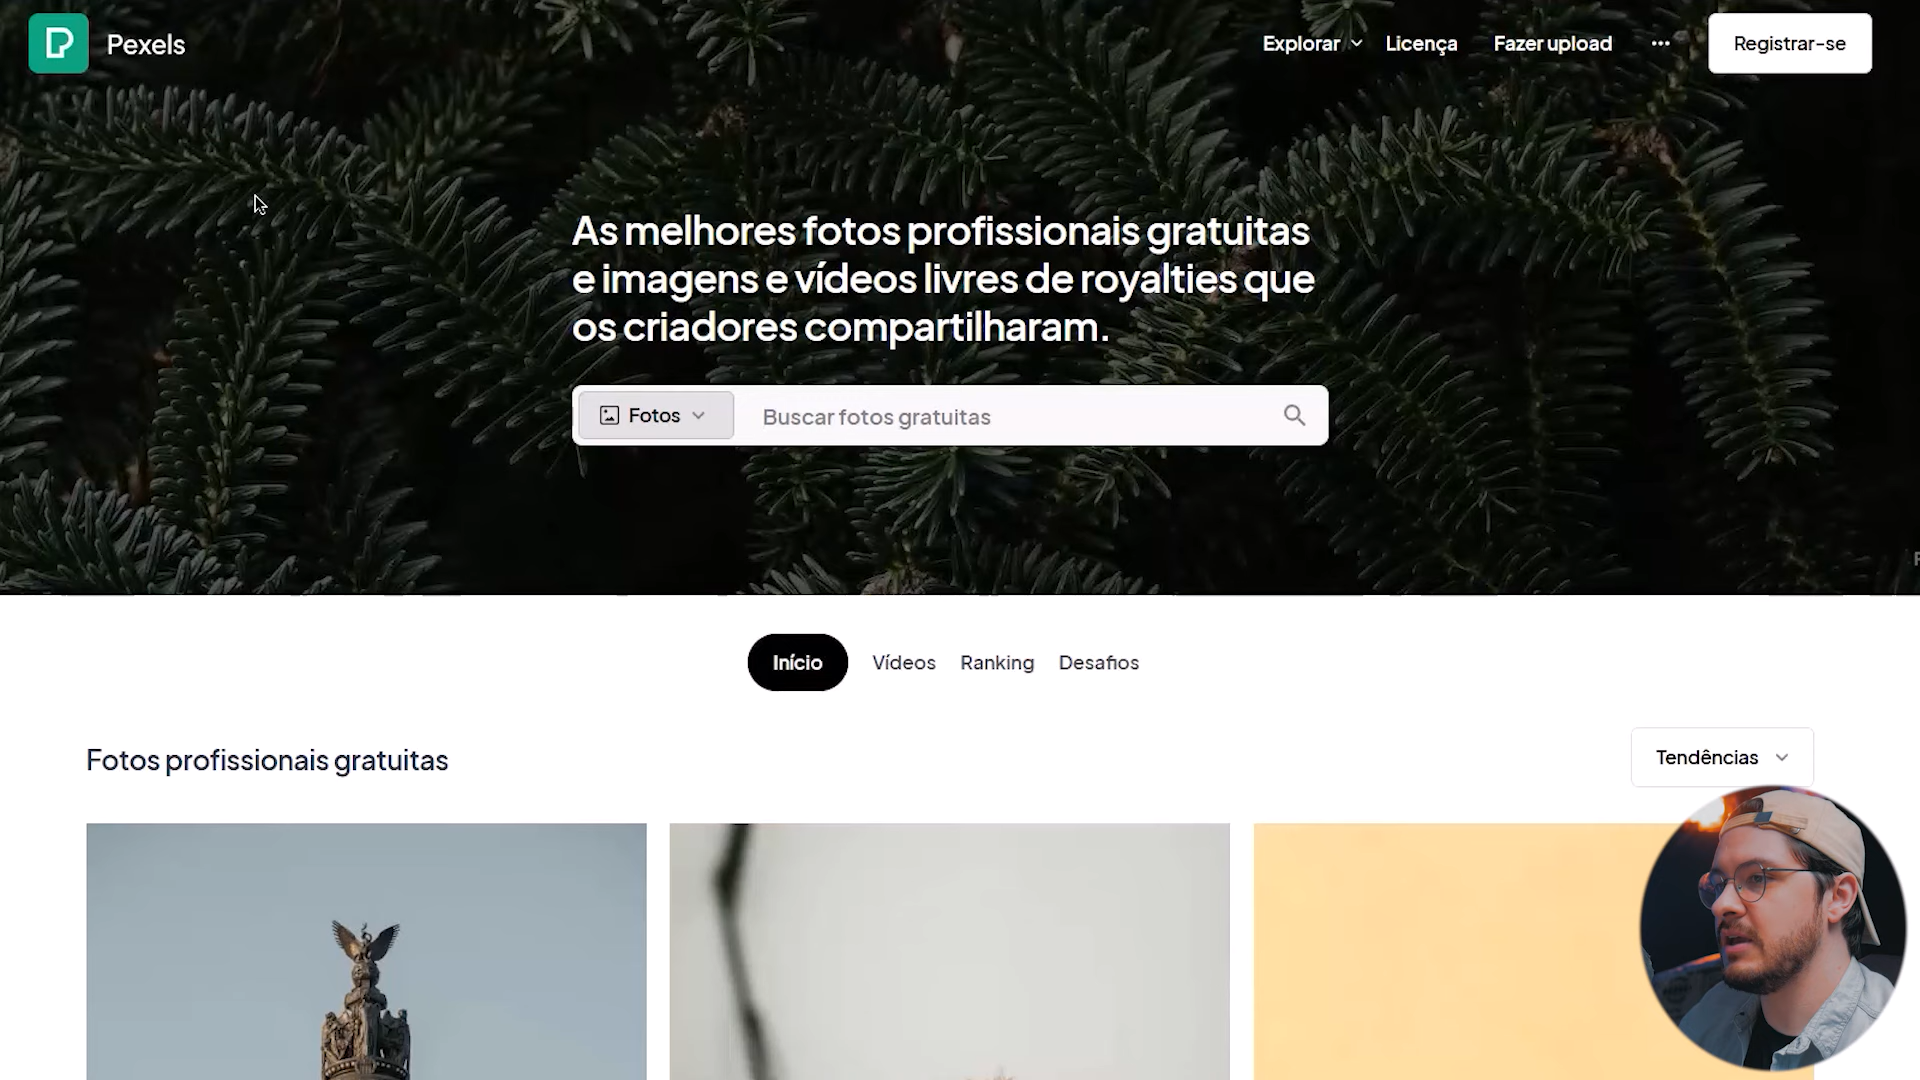 Pexels
Explorar
Licença
Fazer upload
Registrar-se
As melhores fotos profissionais gratuitas
e imagens e vídeos livres de royalties que
os criadores compartilharam.
Fotos
Buscar fotos gratuitas
Início
Vídeos
Ranking
Desafios
Fotos profissionais gratuitas
Tendências